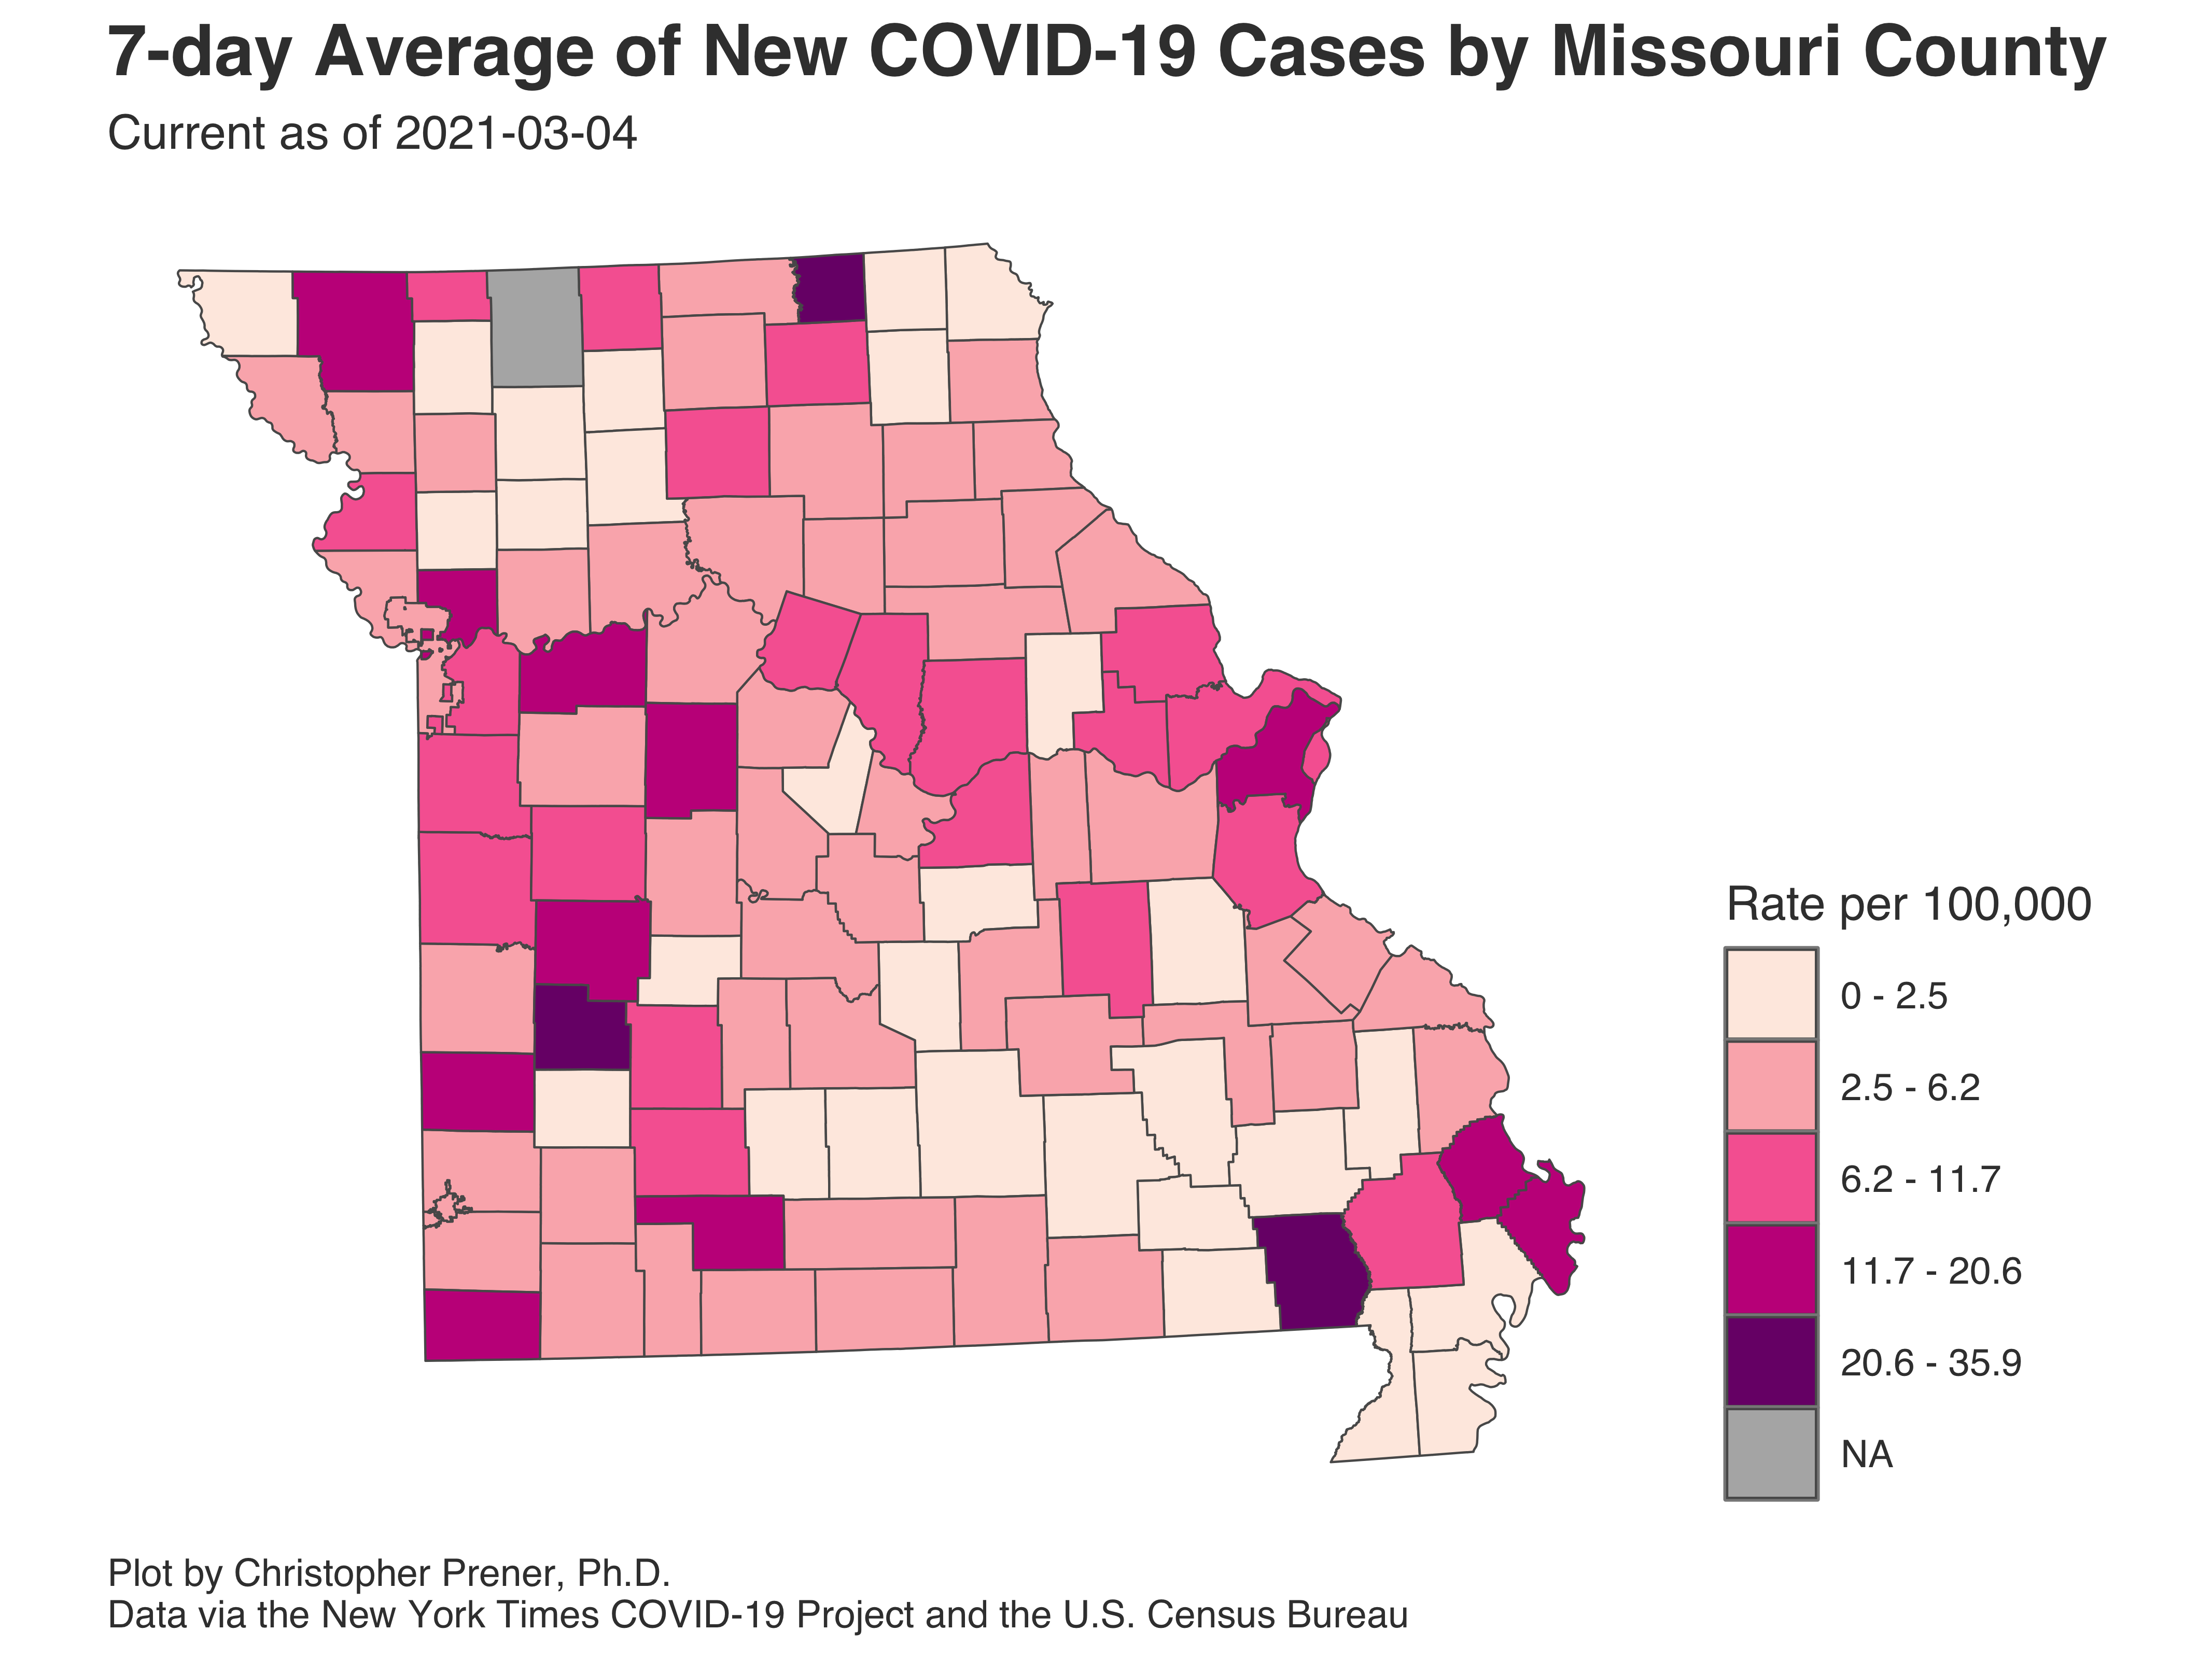 7-day Average of New COVID-19 Cases by Missouri County
Current as of 2021-03-04
Rate per 100,000
0 - 2.5
2.5 - 6.2
6.2 - 11.7
11.7 - 20.6
20.6 - 35.9
NA
Plot by Christopher Prener, Ph.D.
Data via the New York Times COVID-19 Project and the U.S. Census Bureau